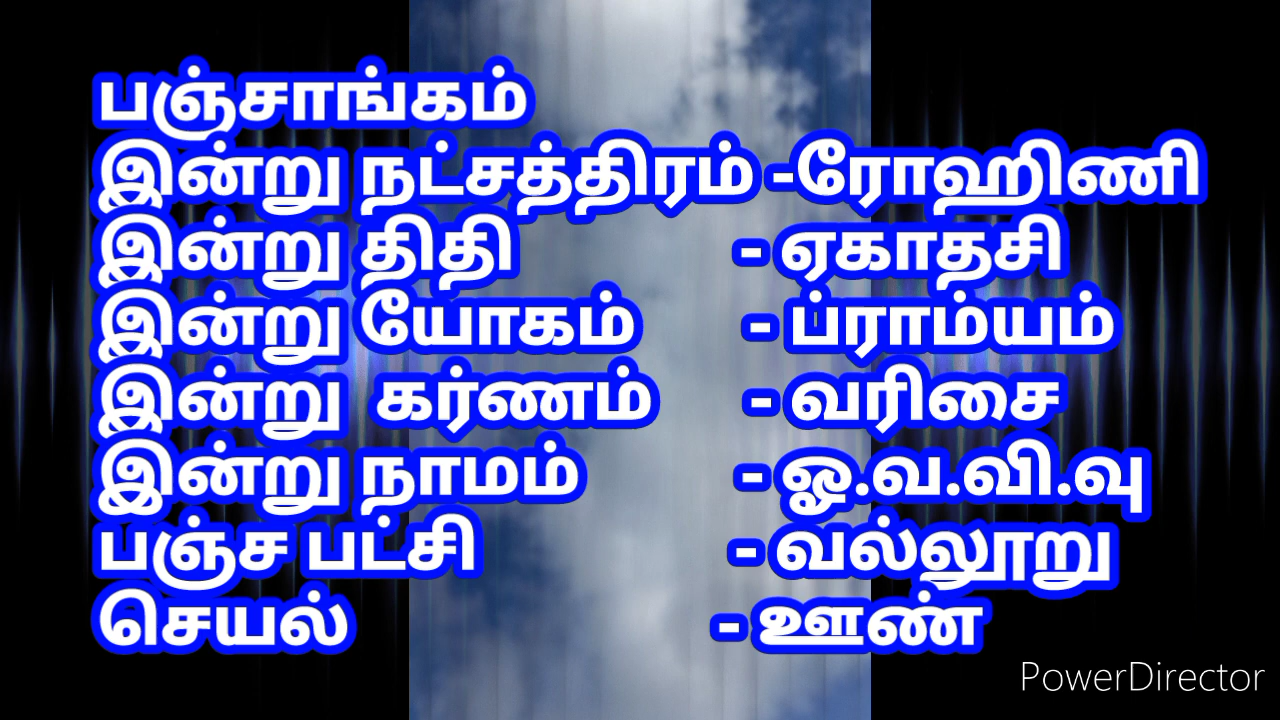 பஞ்சாங்கம்
இன்று நட்சத்திரம் -ரோஹிணி
இன்று திதி - ஏகாதசி
இன்று யோகம் - ப்ராம்யம்
இன்று கர்ணம் - வரிசை
இன்று நாமம் - ஓ.வ.வி.வு
பஞ்ச பட்சி - வல்லூறு
செயல் - ஊண்
PowerDirector